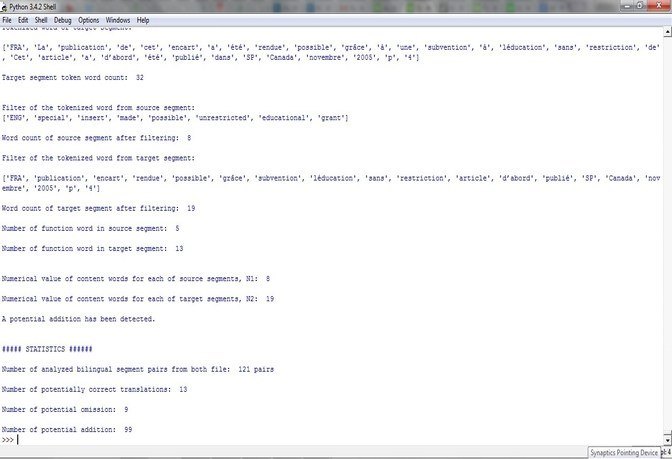 Python 3.4.2 Shell
File Edit Shell Debug Options Windows Help
['FRA', 'La', 'publication', 'de', 'cet', 'encart', 'a', 'été', 'rendue', 'possible', 'grâce', 'à', 'une', 'subvention', 'à', 'léducation', 'sans', 'restriction', 'de'
, 'Cet', 'article', 'a', 'd'abord', 'été', 'publié', 'dans', 'SP', 'Canada', 'novembre', '2005', 'p', '4']
Target segment token word count: 32
Filter of the tokenized word from source segment:
['ENG', 'special', 'insert', 'made', 'possible', 'unrestricted', 'educational', 'grant']
Word count of source segment after filtering: 8
Filter of the tokenized word from target segment:
['FRA', 'publication', 'encart', 'rendue', 'possible', 'grâce', 'subvention', 'léducation', 'sans', 'restriction', 'article', 'd'abord', 'publié', 'SP', 'Canada', 'nov
embre', '2005', 'p', '4']
Word count of target segment after filtering: 19
Number of function word in source segment: 5
Number of function word in target segment: 13
Numerical value of content words for each of source segments, N1: 8
Numerical value of content words for each of target segments, N2: 19
A potential addition has been detected.
##### STATISTICS ######
Number of analyzed bilingual segment pairs from both file: 121 pairs
Number of potentially correct translations: 13
Number of potential omission: 9
Number of potential addition: 99
>>>
Synaptics Pointing Device